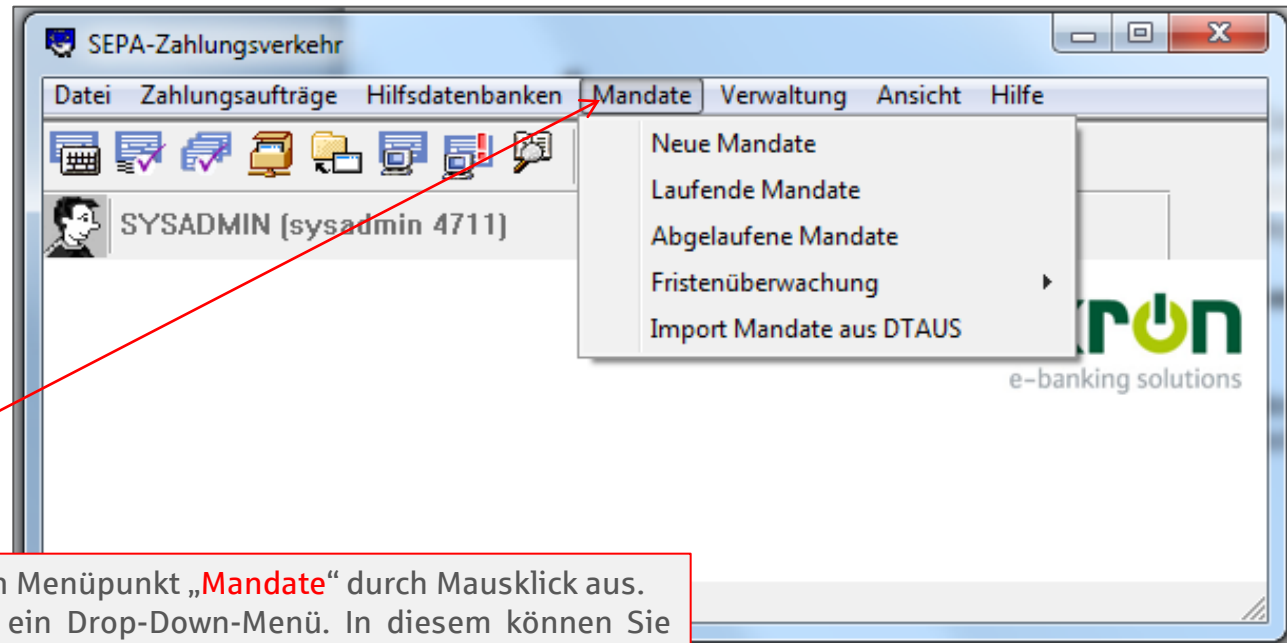 SEPA-Zahlungsverkehr
Datei Zahlungsaufträge Hilfsdatenbanken Mandate Verwaltung Ansicht Hilfe
Neue Mandate
Laufende Mandate
Abgelaufene Mandate
Fristenüberwachung
Import Mandate aus DTAUS
SYSADMIN (sysadmin 4711)
e-banking solutions
Menüpunkt „Mandate“ durch Mausklick aus.
ein Drop-Down-Menü. In diesem können Sie